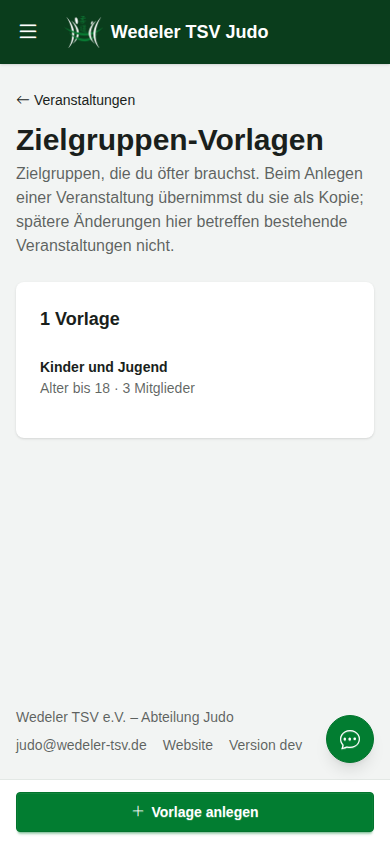 Wedeler TSV Judo
← Veranstaltungen
Zielgruppen-Vorlagen
Zielgruppen, die du öfter brauchst. Beim Anlegen
einer Veranstaltung übernimmst du sie als Kopie;
spätere Änderungen hier betreffen bestehende
Veranstaltungen nicht.
1 Vorlage
Kinder und Jugend
Alter bis 18 · 3 Mitglieder
Wedeler TSV e.V. – Abteilung Judo
judo@wedeler-tsv.de Website Version dev
+ Vorlage anlegen